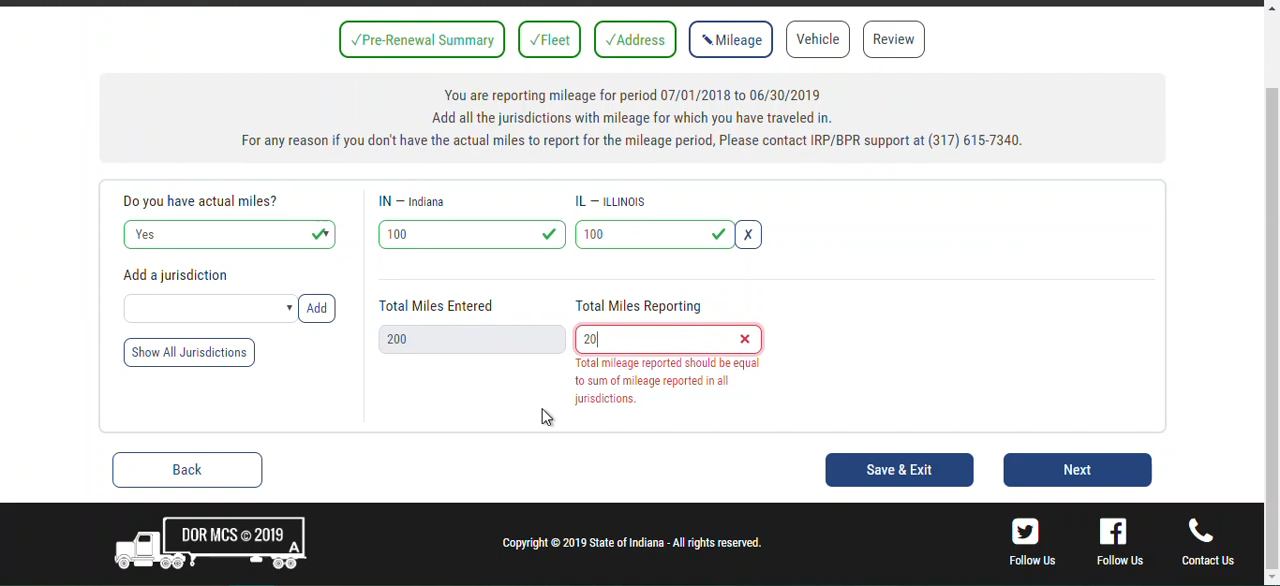 ✓Pre-Renewal Summary ✓Fleet ✓Address Mileage Vehicle Review
You are reporting mileage for period 07/01/2018 to 06/30/2019
Add all the jurisdictions with mileage for which you have traveled in.
For any reason if you don't have the actual miles to report for the mileage period, Please contact IRP/BPR support at (317) 615-7340.
Do you have actual miles?
Yes
Add a jurisdiction
Add
Show All Jurisdictions
IN – Indiana IL – ILLINOIS
100 100 X
Total Miles Entered Total Miles Reporting
200 20
Total mileage reported should be equal
to sum of mileage reported in all
jurisdictions.
Back Save & Exit Next
DOR MCS © 2019
A
Copyright © 2019 State of Indiana - All rights reserved.
Follow Us Follow Us Contact Us